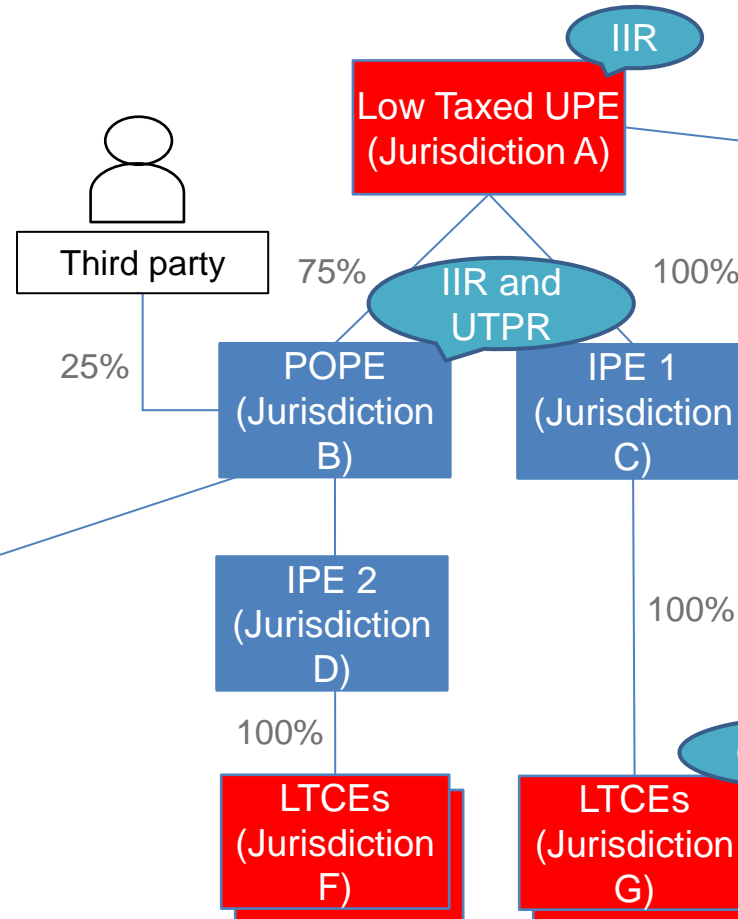 IIR
Low Taxed UPE
(Jurisdiction A)
Third party
75%
IIR and
UTPR
100%
25%
POPE
(Jurisdiction
B)
IPE 1
(Jurisdiction
C)
IPE 2
(Jurisdiction
D)
100%
100%
LTCEs
(Jurisdiction
F)
LTCEs
(Jurisdiction
G)